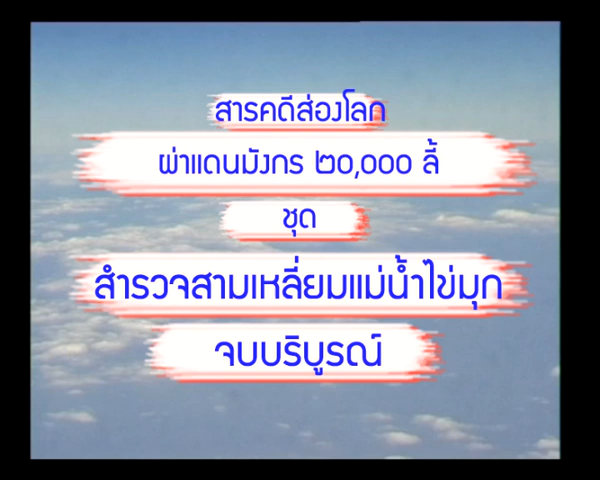 สารคดีส่องโลก
ผ่าแดนมังกร ๒๐,๐๐๐ ลี้
ชุด
สำรวจสามเหลี่ยมแม่น้ำไข่มุก
จบบริบูรณ์